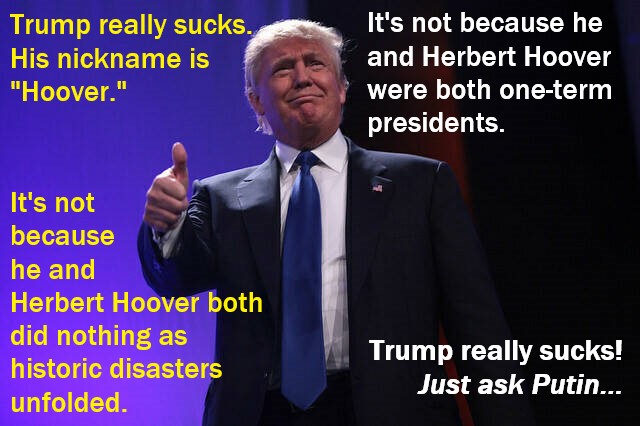 Trump really sucks.
His nickname is
"Hoover."
It's not because he
and Herbert Hoover
were both one-term
presidents.
It's not
because
he and
Herbert Hoover both
did nothing as
historic disasters
unfolded.
Trump really sucks!
Just ask Putin...